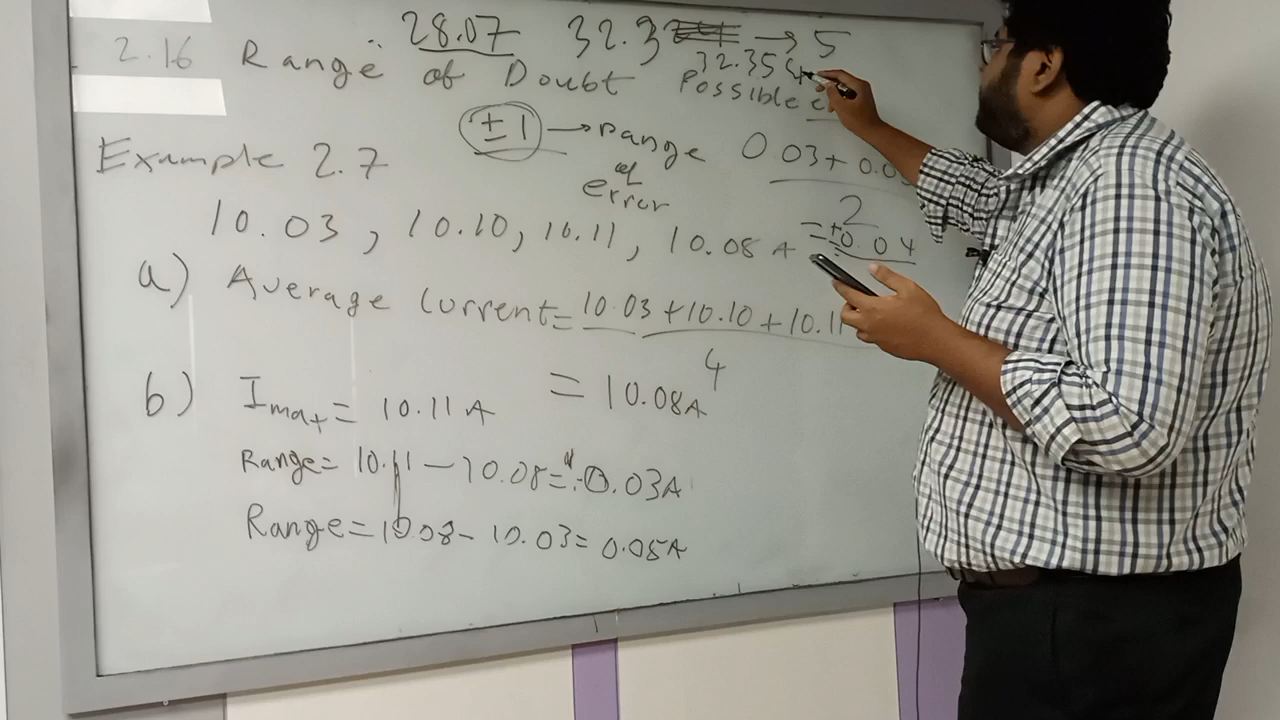 28.07 32.3 → 5
2.16 Range of Doubt
32.354
Possible e
±1 → range of error
0.03 + 0.0
2
= ±0.04
Example 2.7
10.03, 10.10, 10.11, 10.08 A
a) Average Current = 10.03 + 10.10 + 10.11
4
= 10.08A
b) Imax = 10.11 A
Range = 10.11 - 10.08 = 0.03A
Range = 10.08 - 10.03 = 0.05A